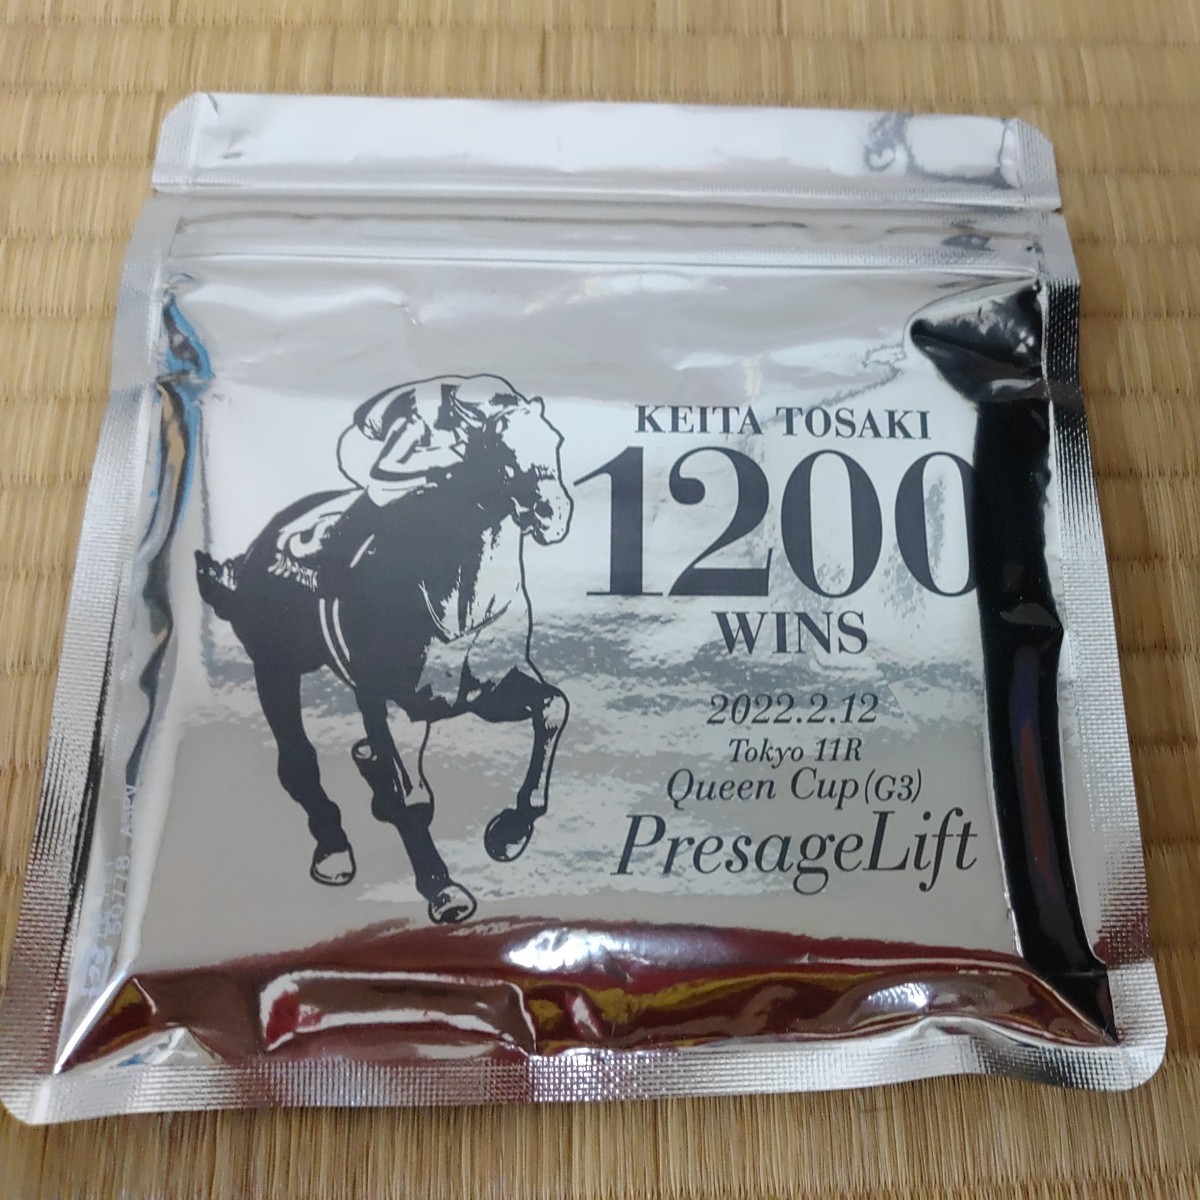 KEITA TOSAKI
1200
WINS
2022.2.12
Tokyo 11R
Queen Cup(G3)
PresageLift